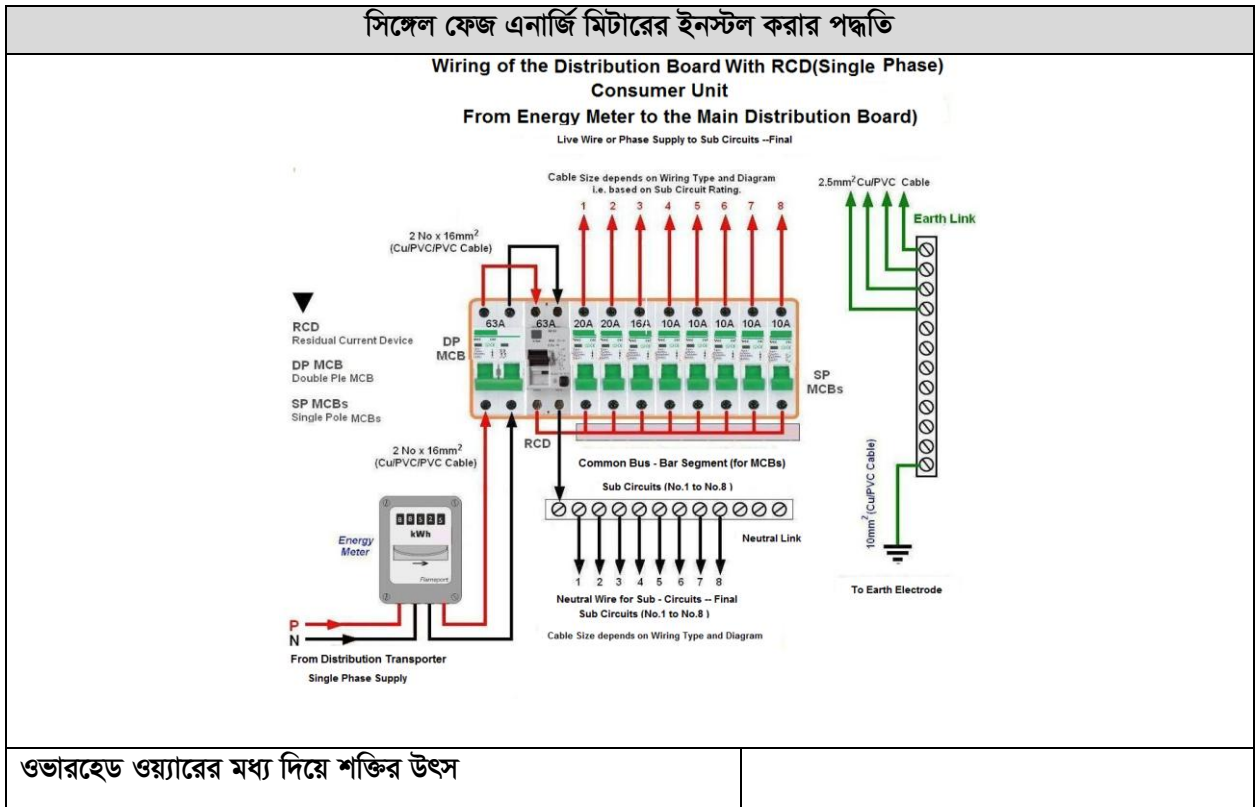 সিঙ্গেল ফেজ এনার্জি মিটারের ইনস্টল করার পদ্ধতি
Wiring of the Distribution Board With RCD(Single Phase)
Consumer Unit
From Energy Meter to the Main Distribution Board)
Live Wire or Phase Supply to Sub Circuits --Final
Cable Size depends on Wiring Type and Diagram
i.e. based on Sub Circuit Rating.
1 2 3 4 5 6 7 8
2.5mm² Cu/PVC Cable
Earth Link
2 No x 16mm²
(Cu/PVC/PVC Cable)
RCD
Residual Current Device
DP MCB
Double Ple MCB
SP MCBs
Single Pole MCBs
DP
MCB
63A 63A 20A 20A 16A 10A 10A 10A 10A 10A
SP
MCBs
RCD
2 No x 16mm²
(Cu/PVC/PVC Cable)
Common Bus - Bar Segment (for MCBs)
Sub Circuits (No.1 to No.8 )
Neutral Link
1 2 3 4 5 6 7 8
Neutral Wire for Sub - Circuits -- Final
Sub Circuits (No.1 to No.8 )
Cable Size depends on Wiring Type and Diagram
Energy
Meter
kWh
P
N
From Distribution Transporter
Single Phase Supply
10mm² (Cu/PVC Cable)
To Earth Electrode
ওভারহেড ওয়্যারের মধ্য দিয়ে শক্তির উৎস